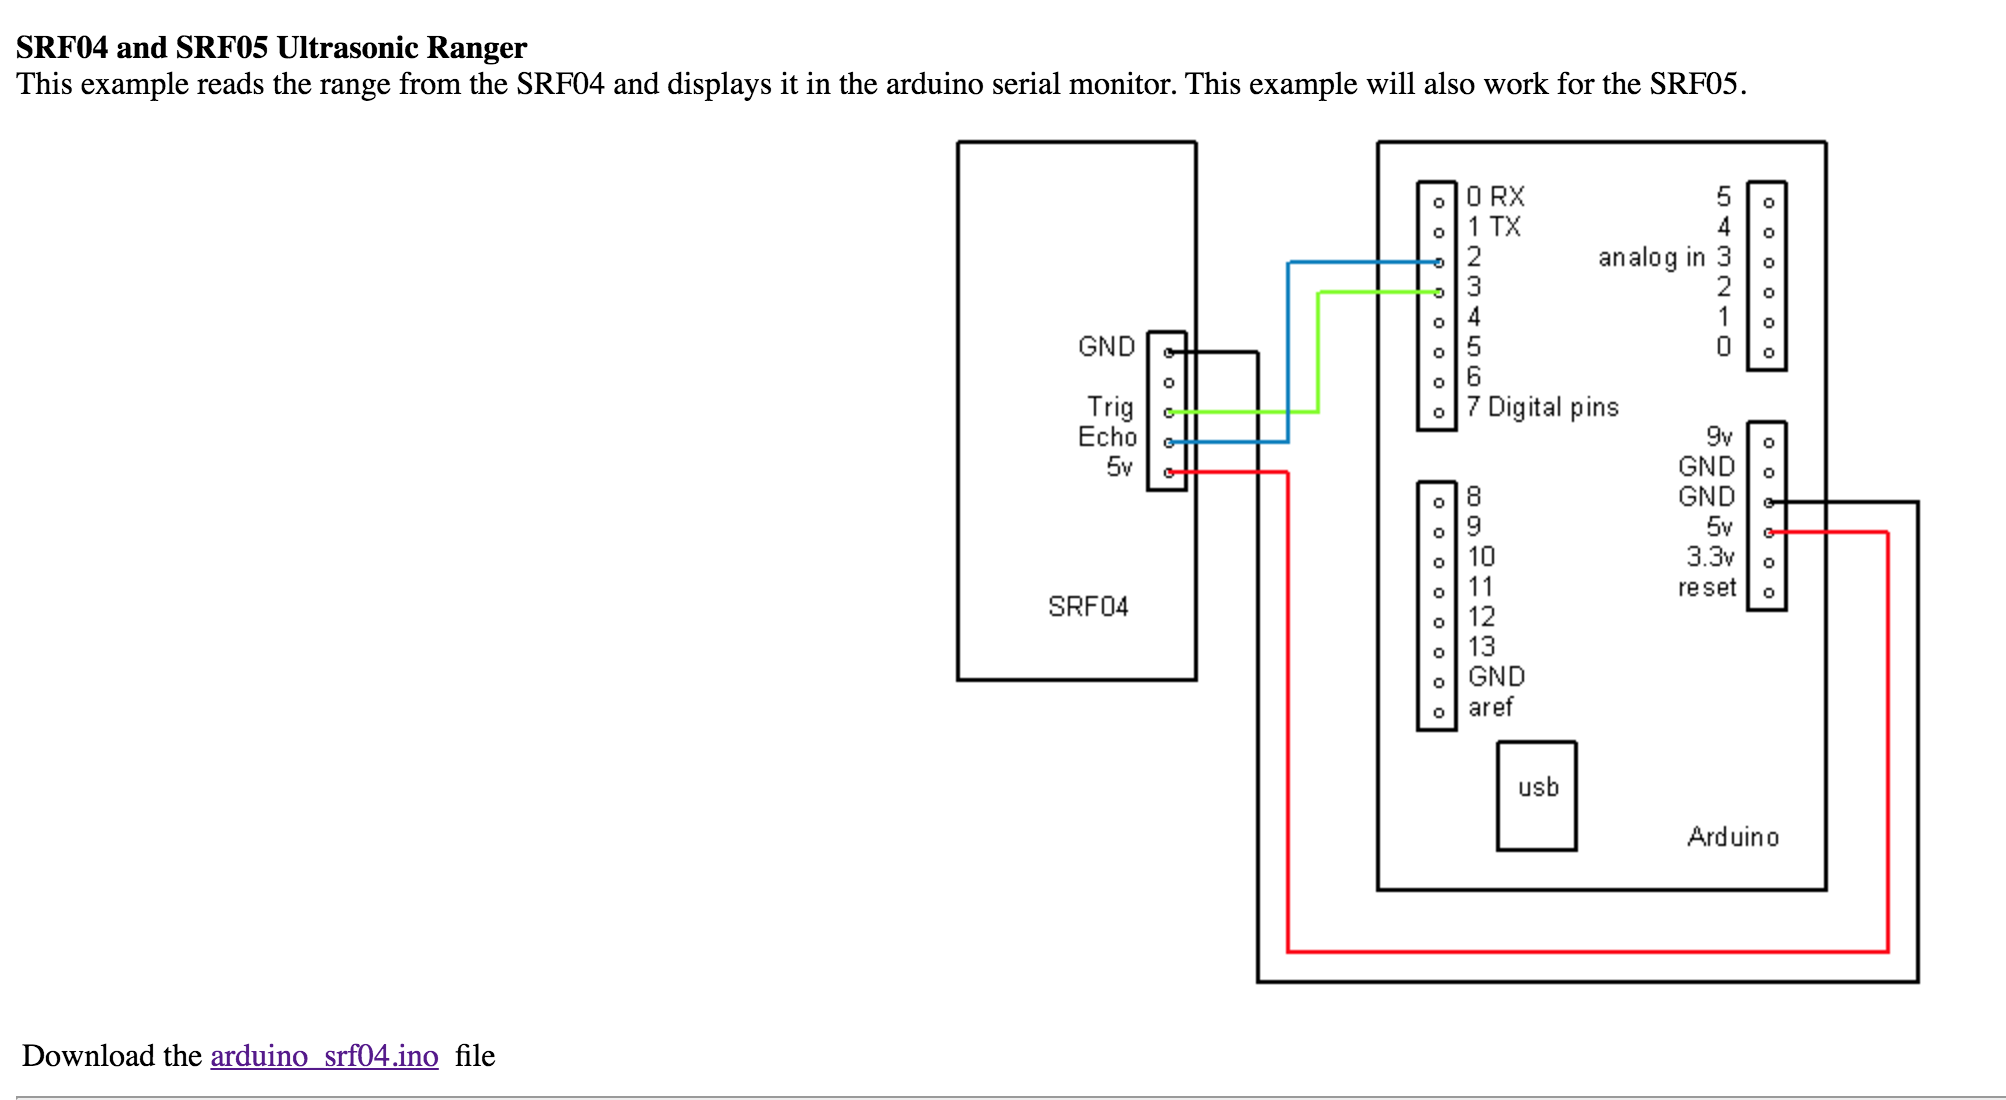 SRF04 and SRF05 Ultrasonic Ranger
This example reads the range from the SRF04 and displays it in the arduino serial monitor. This example will also work for the SRF05.
GND
Trig
Echo
5v
SRF04
0 RX
1 TX
2
3
4
5
6
7 Digital pins
8
9
10
11
12
13
GND
aref
usb
5
4
analog in 3
2
1
0
9v
GND
GND
5v
3.3v
reset
Arduino
Download the arduino_srf04.ino file